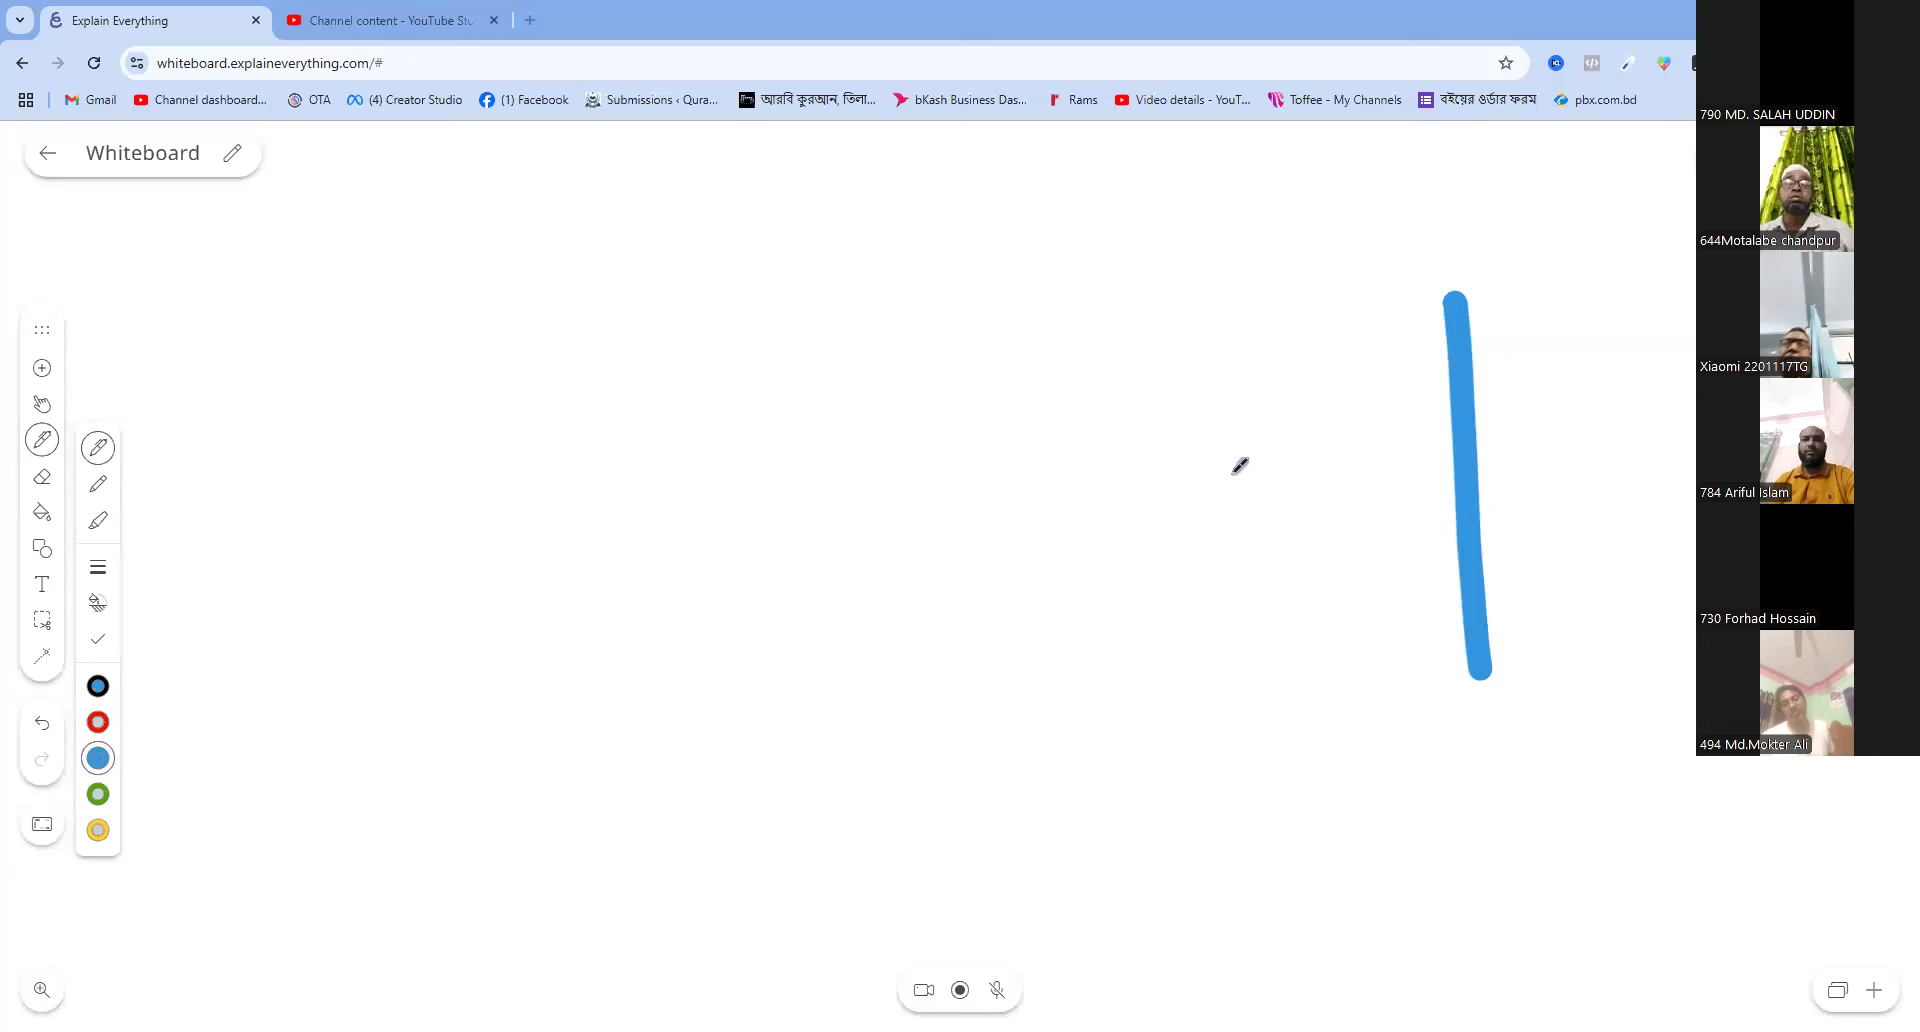 Explain Everything
Channel content - YouTube Stu
whiteboard.explaineverything.com/#
Gmail
Channel dashboard...
OTA
(4) Creator Studio
(1) Facebook
Submissions ‹ Qura...
আরবি কুরআন, তিলা...
bKash Business Das...
Rams
Video details - YouT...
Toffee - My Channels
বইয়ের ওর্ডার ফরম
pbx.com.bd
Whiteboard
790 MD. SALAH UDDIN
644Motalabe chandpur
Xiaomi 2201117TG
784 Ariful Islam
730 Forhad Hossain
494 Md.Mokter Ali